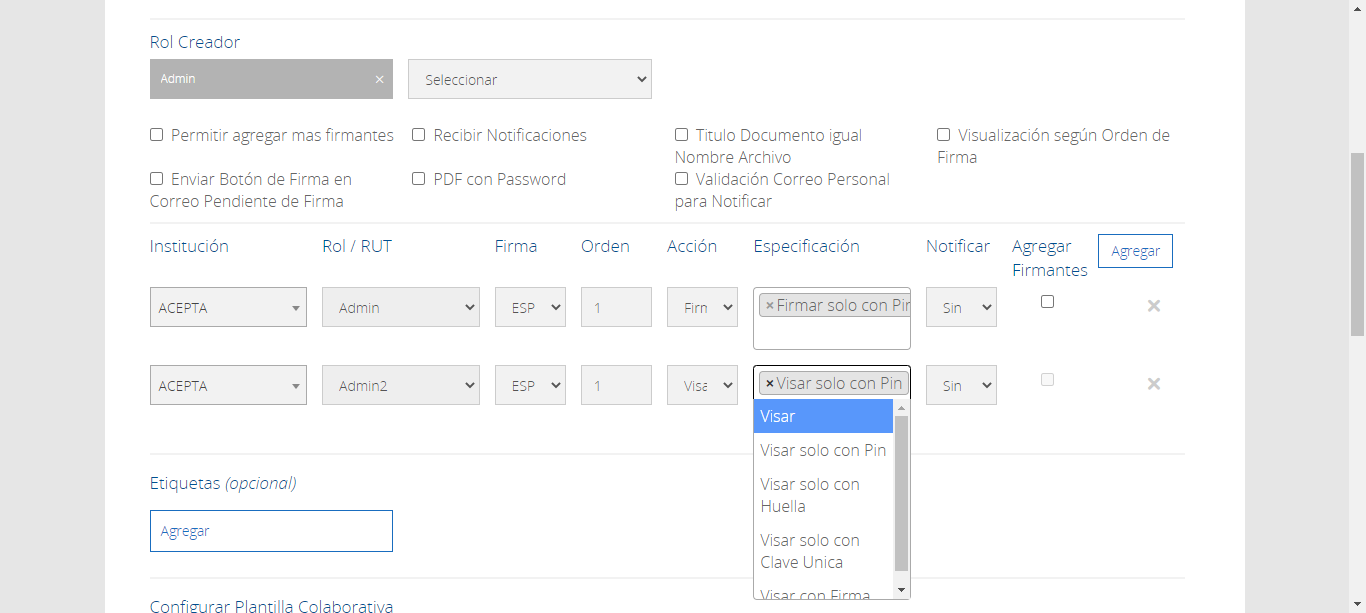 Rol Creador
Admin ×
Seleccionar
Permitir agregar mas firmantes
Recibir Notificaciones
Titulo Documento igual
Nombre Archivo
Visualización según Orden de
Firma
Enviar Botón de Firma en
Correo Pendiente de Firma
PDF con Password
Validación Correo Personal
para Notificar
Institución Rol / RUT Firma Orden Acción Especificación Notificar Agregar
Firmantes
Agregar
ACEPTA Admin ESP 1 Firm × Firmar solo con Pin Sin ×
ACEPTA Admin2 ESP 1 Visa × Visar solo con Pin Sin ×
Visar
Visar solo con Pin
Visar solo con
Huella
Visar solo con
Clave Unica
Visar con Firma
Etiquetas (opcional)
Agregar
Configurar Plantilla Colaborativa